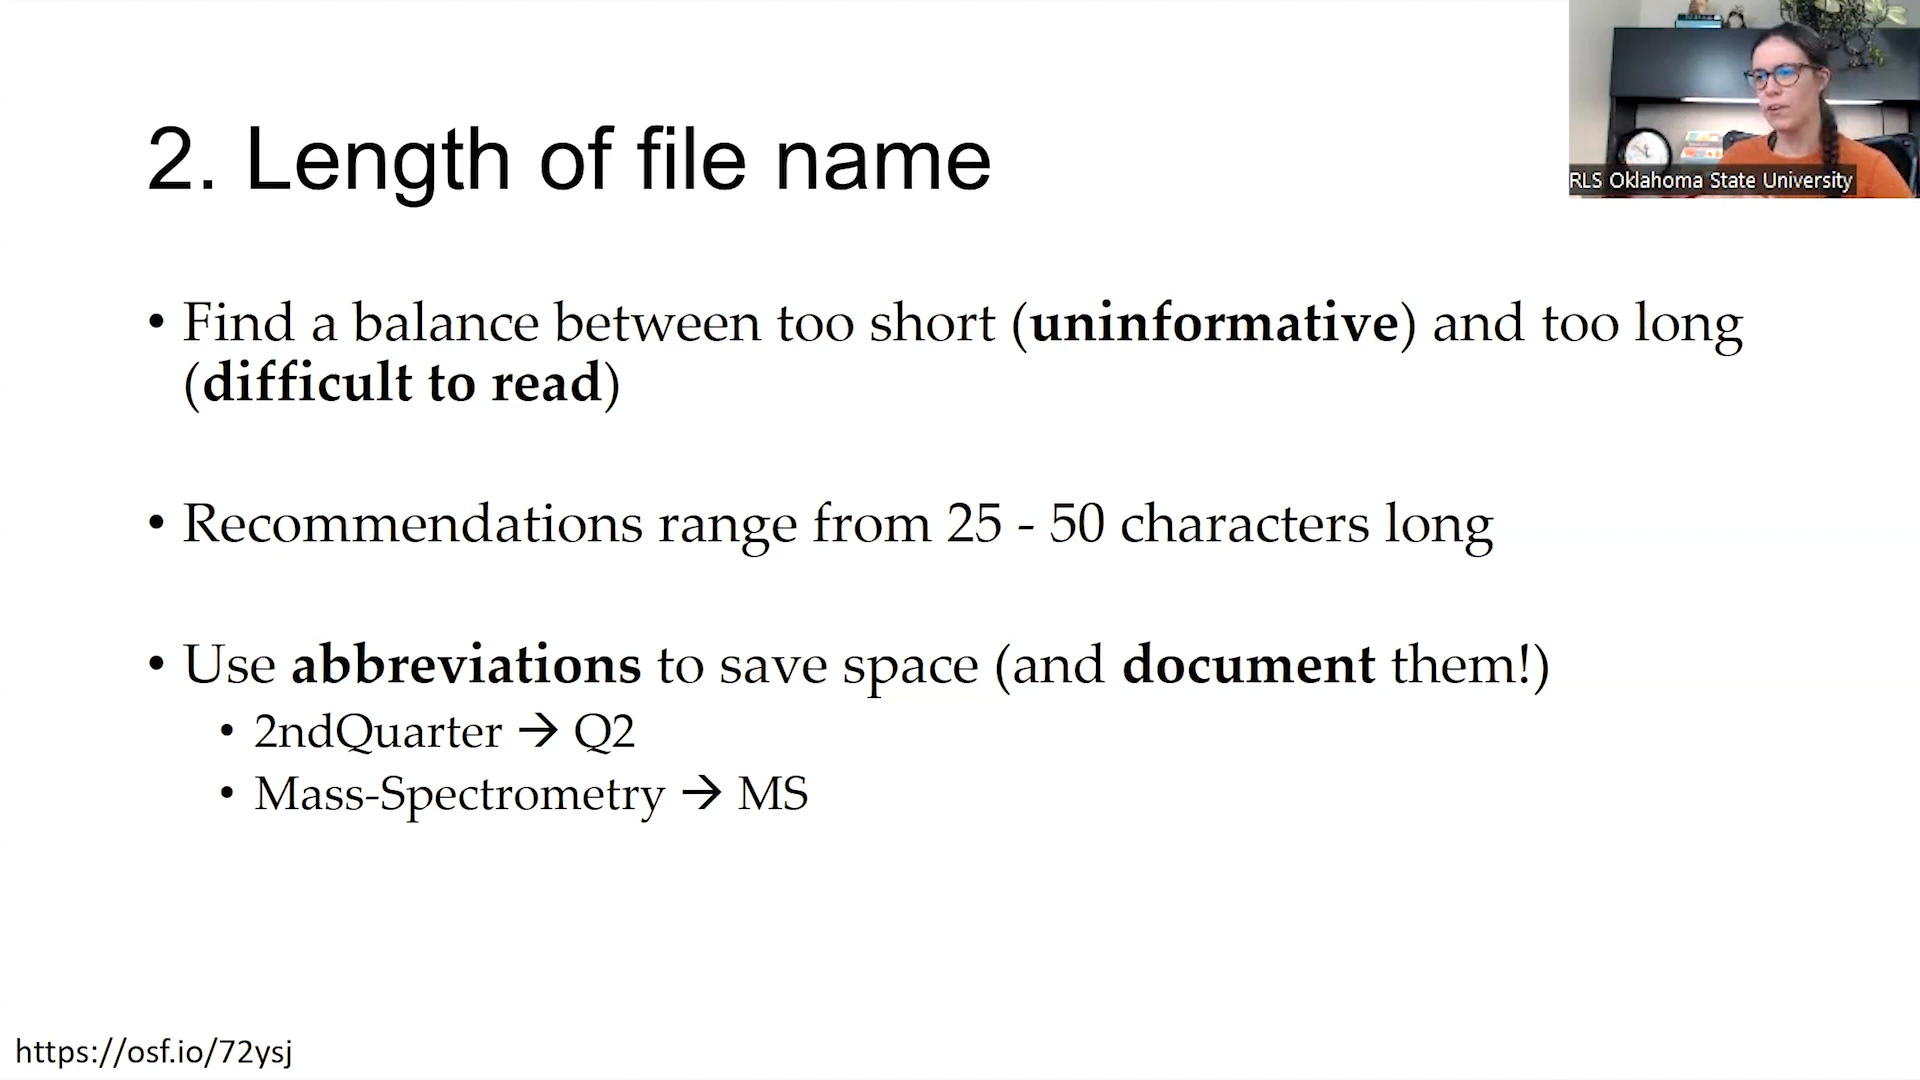 2. Length of file name
RLS Oklahoma State University
• Find a balance between too short (uninformative) and too long
(difficult to read)
• Recommendations range from 25 - 50 characters long
• Use abbreviations to save space (and document them!)
• 2ndQuarter → Q2
• Mass-Spectrometry → MS
https://osf.io/72ysj